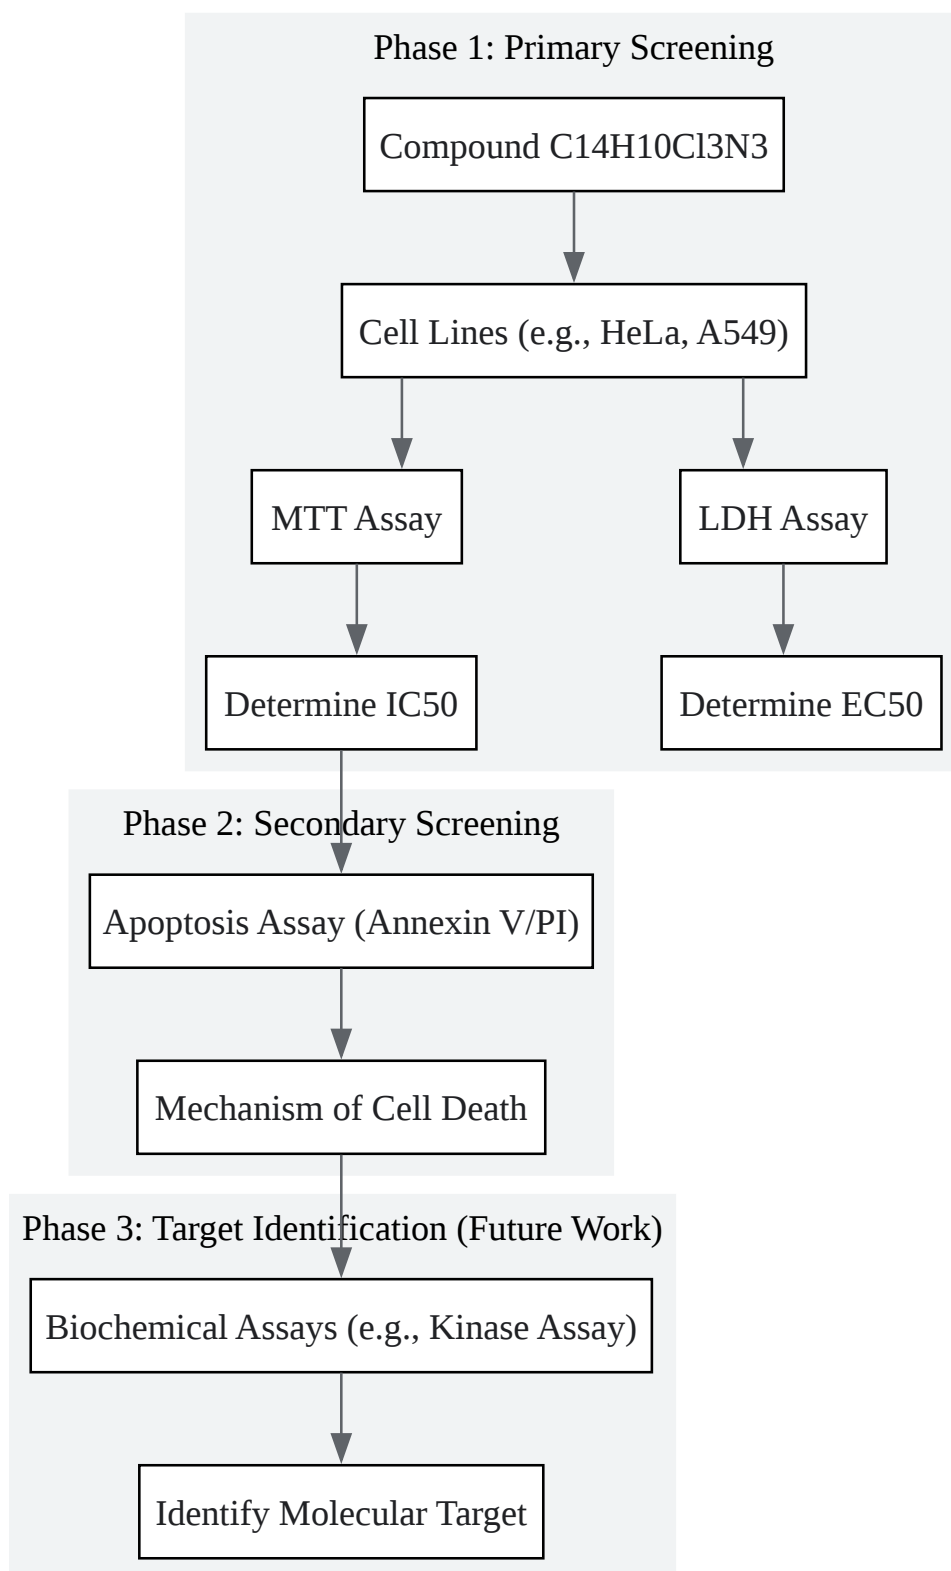 Phase 1: Primary Screening
Compound C14H10Cl3N3
Cell Lines (e.g., HeLa, A549)
MTT Assay
LDH Assay
Determine IC50
Determine EC50
Phase 2: Secondary Screening
Apoptosis Assay (Annexin V/PI)
Mechanism of Cell Death
Phase 3: Target Identification (Future Work)
Biochemical Assays (e.g., Kinase Assay)
Identify Molecular Target